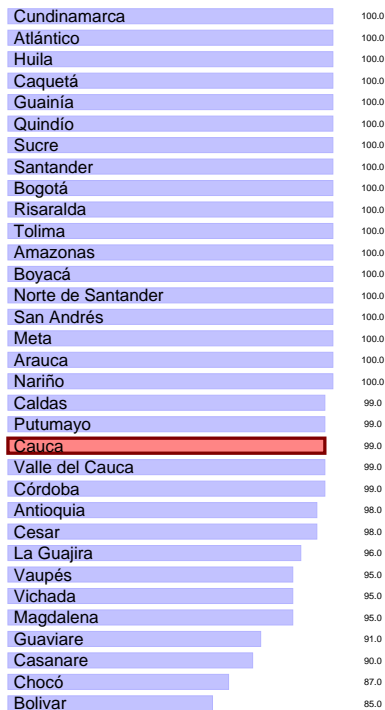 Cundinamarca 100.0
Atlántico 100.0
Huila 100.0
Caquetá 100.0
Guainía 100.0
Quindío 100.0
Sucre 100.0
Santander 100.0
Bogotá 100.0
Risaralda 100.0
Tolima 100.0
Amazonas 100.0
Boyacá 100.0
Norte de Santander 100.0
San Andrés 100.0
Meta 100.0
Arauca 100.0
Nariño 100.0
Caldas 99.0
Putumayo 99.0
Cauca 99.0
Valle del Cauca 99.0
Córdoba 99.0
Antioquia 98.0
Cesar 98.0
La Guajira 96.0
Vaupés 95.0
Vichada 95.0
Magdalena 95.0
Guaviare 91.0
Casanare 90.0
Chocó 87.0
Bolivar 85.0